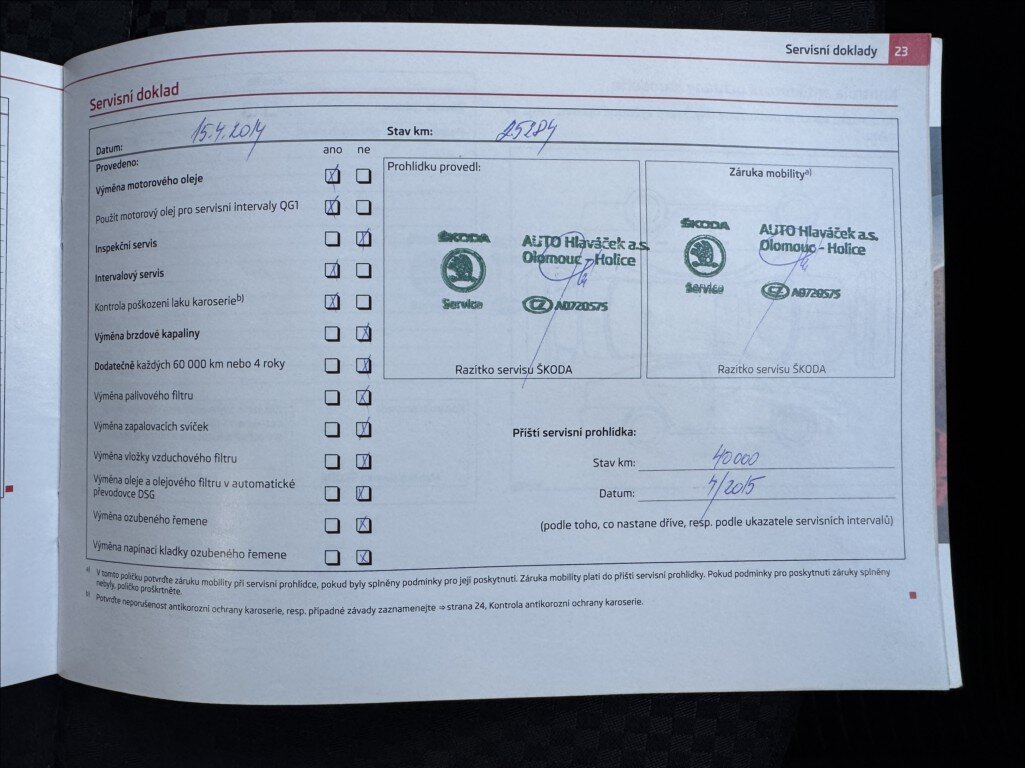 Servisní doklady 23
Servisní doklad
Datum: 15.4.2014 Stav km: 25284
Provedeno: ano ne
Výměna motorového oleje
Použit motorový olej pro servisní intervaly QG1
Inspekční servis
Intervalový servis
Kontrola poškození laku karoserie b)
Výměna brzdové kapaliny
Dodatečně každých 60 000 km nebo 4 roky
Výměna palivového filtru
Výměna zapalovacích svíček
Výměna vložky vzduchového filtru
Výměna oleje a olejového filtru v automatické
převodovce DSG
Výměna ozubeného řemene
Výměna napínací kladky ozubeného řemene
Prohlídku provedl:
ŠKODA
Service
AUTO Hlaváček a.s.
Olomouc - Holice
CZ A0720575
Razítko servisu ŠKODA
Záruka mobility a)
ŠKODA
Service
AUTO Hlaváček a.s.
Olomouc - Holice
CZ A0720575
Razítko servisu ŠKODA
Příští servisní prohlídka:
Stav km: 40000
Datum: 4/2015
(podle toho, co nastane dříve, resp. podle ukazatele servisních intervalů)
a) V tomto políčku potvrďte záruku mobility při servisní prohlídce, pokud byly splněny podmínky pro její poskytnutí. Záruka mobility platí do příští servisní prohlídky. Pokud podmínky pro poskytnutí záruky splněny
nebyly, políčko proškrtněte.
b) Potvrďte neporušenost antikorozní ochrany karoserie, resp. případné závady zaznamenejte ⇒ strana 24, Kontrola antikorozní ochrany karoserie.